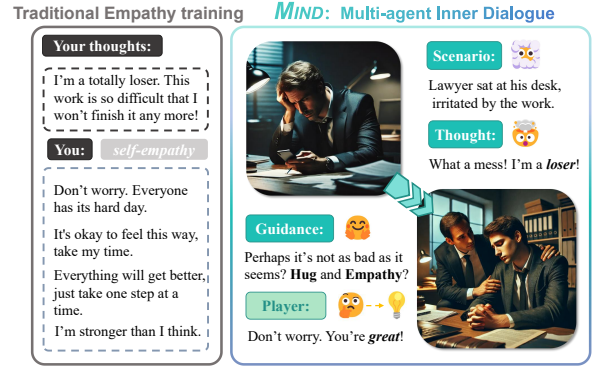 Traditional Empathy training
MIND: Multi-agent Inner Dialogue
Your thoughts:
I'm a totally loser. This
work is so difficult that I
won't finish it any more!
You:
self-empathy
Don't worry. Everyone
has its hard day.
It's okay to feel this way,
take my time.
Everything will get better,
just take one step at a
time.
I'm stronger than I think.
Scenario:
Lawyer sat at his desk,
irritated by the work.
Thought:
What a mess! I'm a loser!
Guidance:
Perhaps it's not as bad as it
seems? Hug and Empathy?
Player:
Don't worry. You're great!